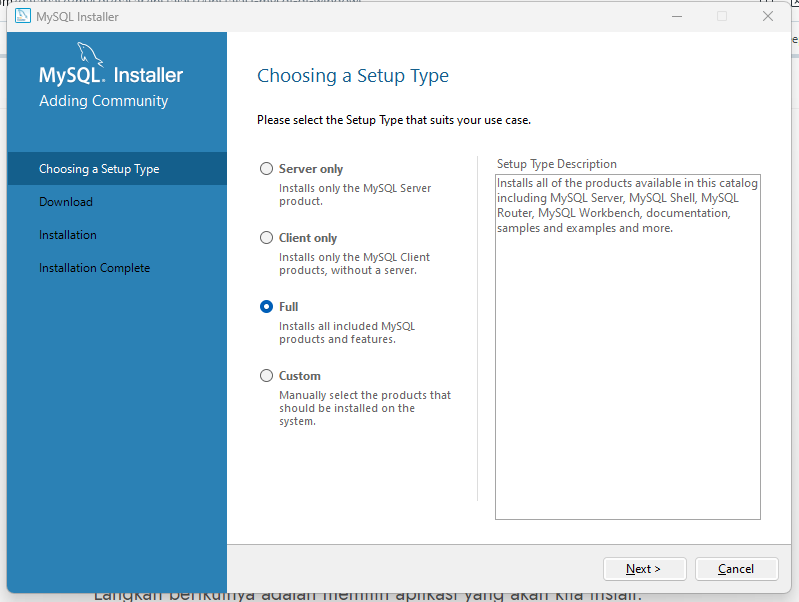 MySQL Installer
MySQL. Installer
Adding Community
Choosing a Setup Type
Download
Installation
Installation Complete
Choosing a Setup Type
Please select the Setup Type that suits your use case.
Server only
Installs only the MySQL Server
product.
Client only
Installs only the MySQL Client
products, without a server.
Full
Installs all included MySQL
products and features.
Custom
Manually select the products that
should be installed on the
system.
Setup Type Description
Installs all of the products available in this catalog
including MySQL Server, MySQL Shell, MySQL
Router, MySQL Workbench, documentation,
samples and examples and more.
Next >
Cancel
Langkah berikutnya adalah memilih aplikasi yang akan kita install.